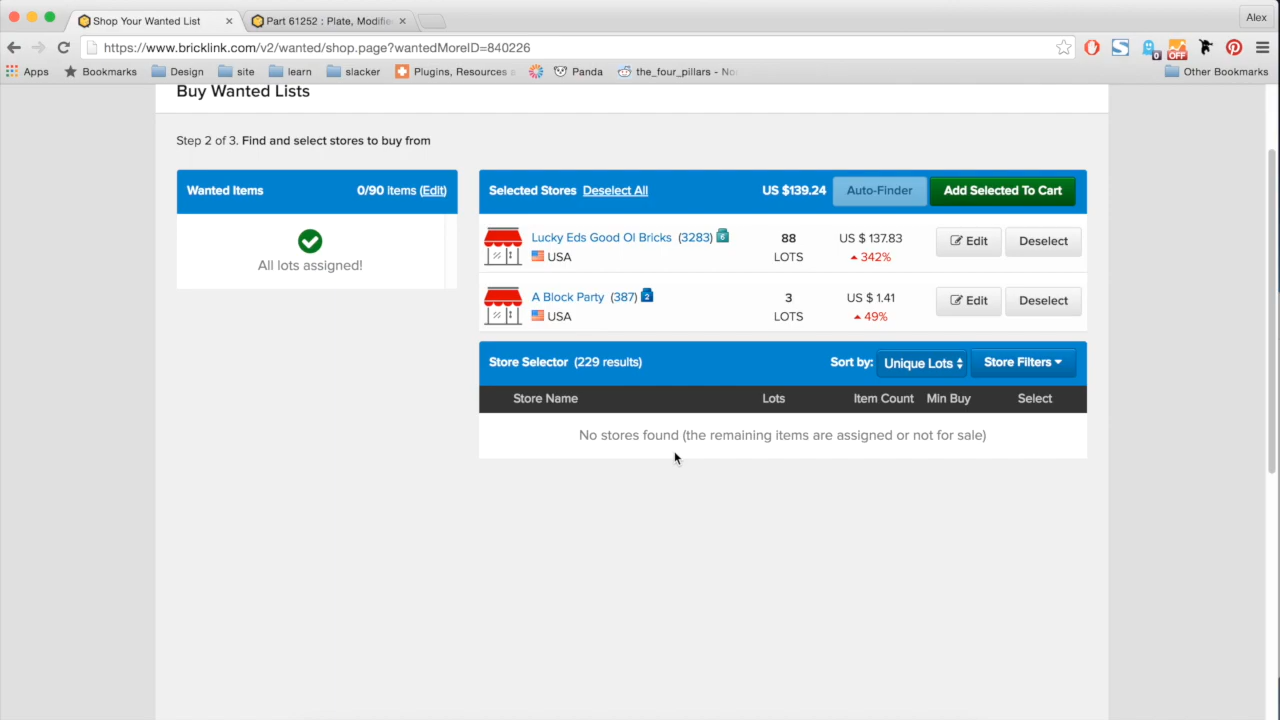 Shop Your Wanted List
Part 61252 : Plate, Modifie
Alex
https://www.bricklink.com/v2/wanted/shop.page?wantedMoreID=840226
Apps
Bookmarks
Design
site
learn
slacker
Plugins, Resources
Panda
the_four_pillars
Other Bookmarks
0
OFF
Buy Wanted Lists
Step 2 of 3. Find and select stores to buy from
Wanted Items 0/90 items (Edit)
All lots assigned!
Selected Stores Deselect All US $139.24 Auto-Finder Add Selected To Cart
Lucky Eds Good Ol Bricks (3283) 6 88 US $ 137.83 Edit Deselect
USA LOTS 342%
A Block Party (387) 2 3 US $ 1.41 Edit Deselect
USA LOTS 49%
Store Selector (229 results) Sort by: Unique Lots Store Filters
Store Name Lots Item Count Min Buy Select
No stores found (the remaining items are assigned or not for sale)